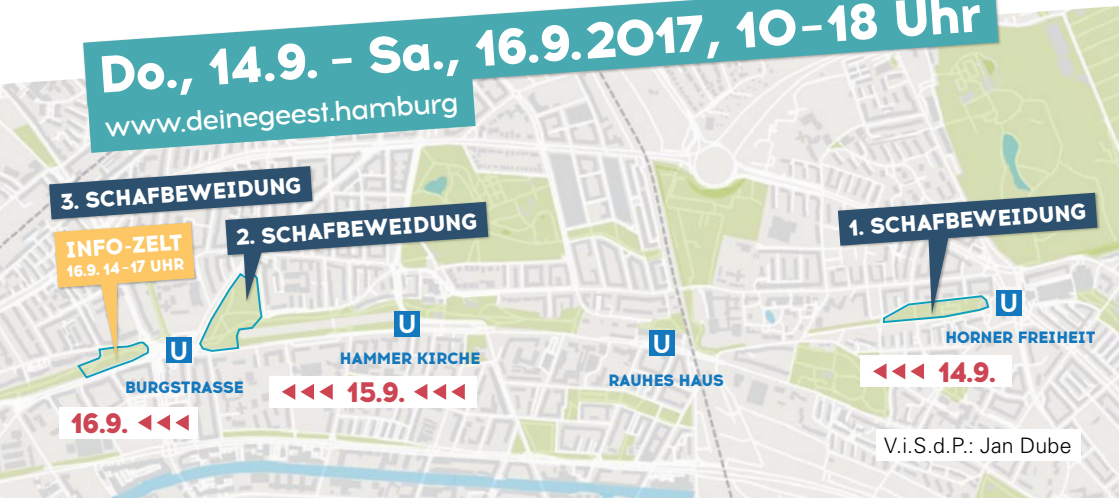 Do., 14.9. – Sa., 16.9.2017, 10–18 Uhr
www.deinegeest.hamburg
3. SCHAFBEWEIDUNG
INFO-ZELT
16.9. 14–17 UHR
2. SCHAFBEWEIDUNG
1. SCHAFBEWEIDUNG
U
HORNER FREIHEIT
U
HAMMER KIRCHE
U
RAUHES HAUS
U
BURGSTRASSE
14.9.
15.9.
16.9.
V.i.S.d.P.: Jan Dube